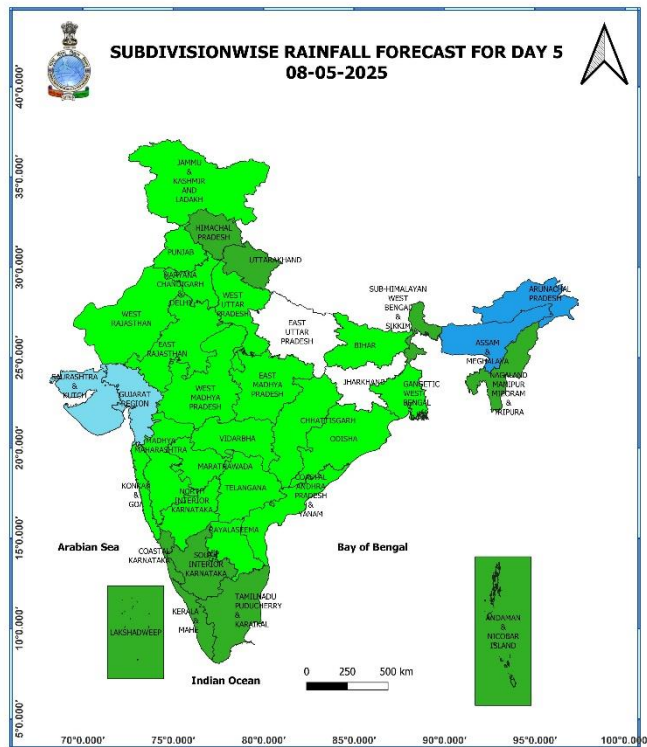 SUBDIVISIONWISE RAINFALL FORECAST FOR DAY 5
08-05-2025
40°0.000'
35°0.000'
30°0.000'
25°0.000'
20°0.000'
15°0.000'
10°0.000'
5°0.000'
JAMMU
&
KASHMIR
AND
LADAKH
HIMACHAL
PRADESH
PUNJAB
UTTARAKHAND
HARYANA
CHANDIGARH
&
DELHI
WEST
UTTAR
PRADESH
WEST
RAJASTHAN
EAST
RAJASTHAN
EAST
UTTAR
PRADESH
SUB-HIMALAYAN
WEST
BENGAL
&
SIKKIM
ARUNACHAL
PRADESH
ASSAM
&
MEGHALAYA
NAGALAND
MANIPUR
MIZORAM
&
TRIPURA
BIHAR
JHARKHAND
GANGETIC
WEST
BENGAL
SAURASHTRA
&
KUTCH
GUJARAT
REGION
WEST
MADHYA
PRADESH
EAST
MADHYA
PRADESH
CHHATTISGARH
ODISHA
MADHYA
MAHARASHTRA
VIDARBHA
MARATHAWADA
TELANGANA
KONKAN
&
GOA
NORTH
INTERIOR
KARNATAKA
COASTAL
ANDHRA
PRADESH
&
YANAM
RAYALASEEMA
COASTAL
KARNATAKA
SOUTH
INTERIOR
KARNATAKA
KERALA
&
MAHE
TAMILNADU
PUDUCHERRY
&
KARAIKAL
Arabian Sea
Bay of Bengal
LAKSHADWEEP
ANDAMAN
&
NICOBAR
ISLAND
Indian Ocean
0 250 500 km
70°0.000' 75°0.000' 80°0.000' 85°0.000' 90°0.000' 95°0.000' 100°0.000'